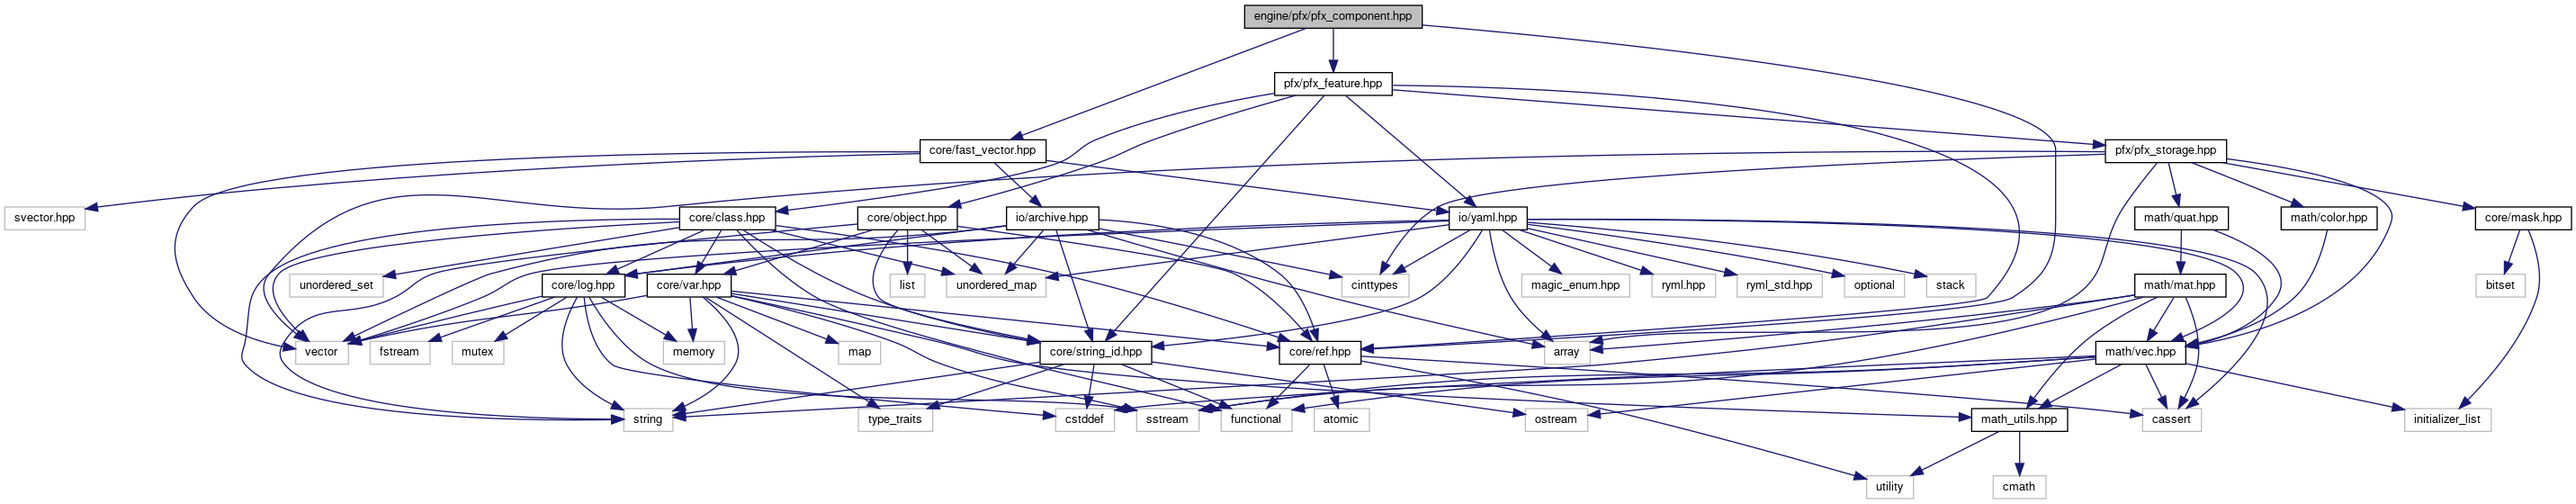 engine/pfx/pfx_component.hpp
pfx/pfx_feature.hpp
core/fast_vector.hpp
pfx/pfx_storage.hpp
svector.hpp
core/class.hpp
core/object.hpp
io/archive.hpp
io/yaml.hpp
math/quat.hpp
math/color.hpp
core/mask.hpp
unordered_set
core/log.hpp
core/var.hpp
list
unordered_map
cinttypes
magic_enum.hpp
ryml.hpp
ryml_std.hpp
optional
stack
math/mat.hpp
bitset
vector
fstream
mutex
memory
map
core/string_id.hpp
core/ref.hpp
array
math/vec.hpp
string
type_traits
cstddef
sstream
functional
atomic
ostream
math_utils.hpp
cassert
initializer_list
utility
cmath